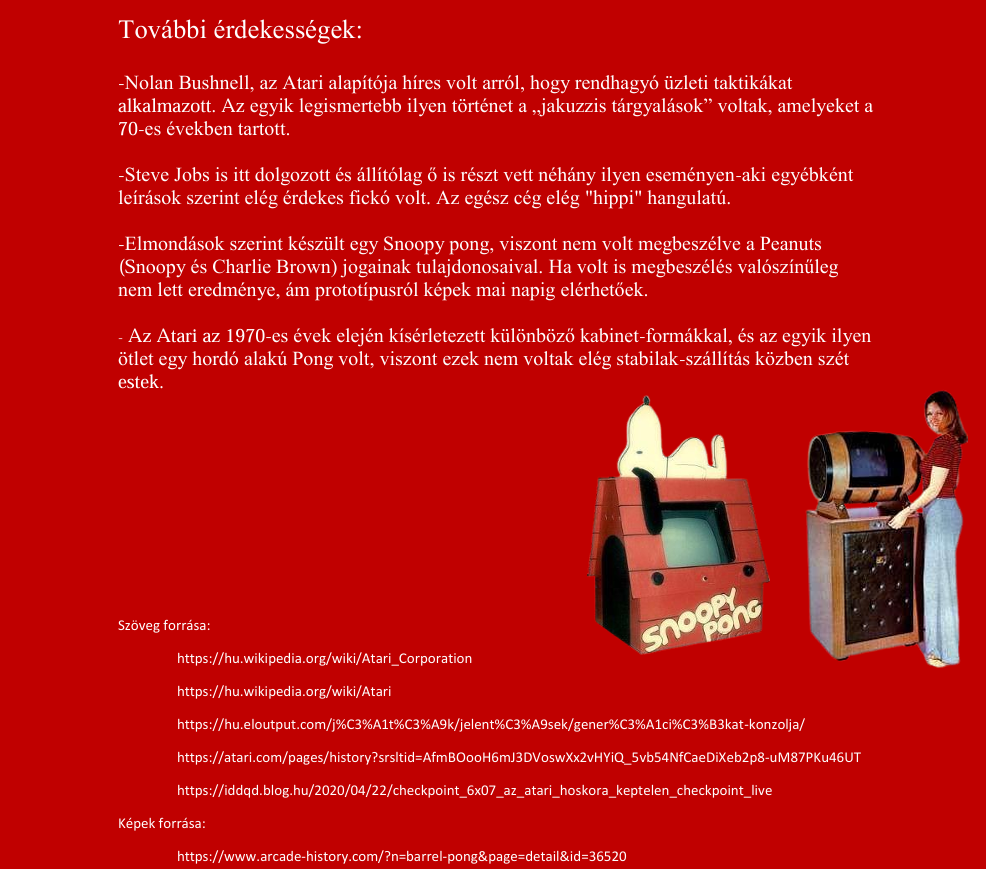 További érdekességek:
-Nolan Bushnell, az Atari alapítója híres volt arról, hogy rendhagyó üzleti taktikákat
alkalmazott. Az egyik legismertebb ilyen történet a „jakuzzis tárgyalások” voltak, amelyeket a
70-es években tartott.
-Steve Jobs is itt dolgozott és állítólag ő is részt vett néhány ilyen eseményen-aki egyébként
leírások szerint elég érdekes fickó volt. Az egész cég elég "hippi" hangulatú.
-Elmondások szerint készült egy Snoopy pong, viszont nem volt megbeszélve a Peanuts
(Snoopy és Charlie Brown) jogainak tulajdonosaival. Ha volt is megbeszélés valószínűleg
nem lett eredménye, ám prototípusról képek mai napig elérhetőek.
- Az Atari az 1970-es évek elején kísérletezett különböző kabinet-formákkal, és az egyik ilyen
ötlet egy hordó alakú Pong volt, viszont ezek nem voltak elég stabilak-szállítás közben szét
estek.
SNOOPY
PONG
Szöveg forrása:
https://hu.wikipedia.org/wiki/Atari_Corporation
https://hu.wikipedia.org/wiki/Atari
https://hu.eloutput.com/j%C3%A1t%C3%A9k/jelent%C3%A9sek/gener%C3%A1ci%C3%B3kat-konzolja/
https://atari.com/pages/history?srsltid=AfmBOooH6mJ3DVoswXx2vHYiQ_5vb54NfCaeDiXeb2p8-uM87PKu46UT
https://iddqd.blog.hu/2020/04/22/checkpoint_6x07_az_atari_hoskora_keptelen_checkpoint_live
Képek forrása:
https://www.arcade-history.com/?n=barrel-pong&page=detail&id=36520